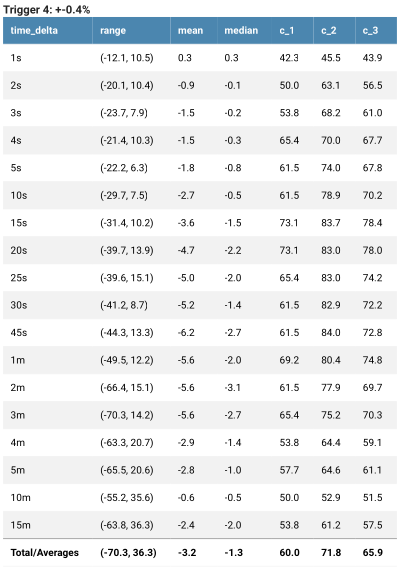 Trigger 4: +-0.4%
time_delta range mean median c_1 c_2 c_3
1s (-12.1, 10.5) 0.3 0.3 42.3 45.5 43.9
2s (-20.1, 10.4) -0.9 -0.1 50.0 63.1 56.5
3s (-23.7, 7.9) -1.5 -0.2 53.8 68.2 61.0
4s (-21.4, 10.3) -1.5 -0.3 65.4 70.0 67.7
5s (-22.2, 6.3) -1.8 -0.8 61.5 74.0 67.8
10s (-29.7, 7.5) -2.7 -0.5 61.5 78.9 70.2
15s (-31.4, 10.2) -3.6 -1.5 73.1 83.7 78.4
20s (-39.7, 13.9) -4.7 -2.2 73.1 83.0 78.0
25s (-39.6, 15.1) -5.0 -2.0 65.4 83.0 74.2
30s (-41.2, 8.7) -5.2 -1.4 61.5 82.9 72.2
45s (-44.3, 13.3) -6.2 -2.7 61.5 84.0 72.8
1m (-49.5, 12.2) -5.6 -2.0 69.2 80.4 74.8
2m (-66.4, 15.1) -5.6 -3.1 61.5 77.9 69.7
3m (-70.3, 14.2) -5.6 -2.7 65.4 75.2 70.3
4m (-63.3, 20.7) -2.9 -1.4 53.8 64.4 59.1
5m (-65.5, 20.6) -2.8 -1.0 57.7 64.6 61.1
10m (-55.2, 35.6) -0.6 -0.5 50.0 52.9 51.5
15m (-63.8, 36.3) -2.4 -2.0 53.8 61.2 57.5
Total/Averages (-70.3, 36.3) -3.2 -1.3 60.0 71.8 65.9